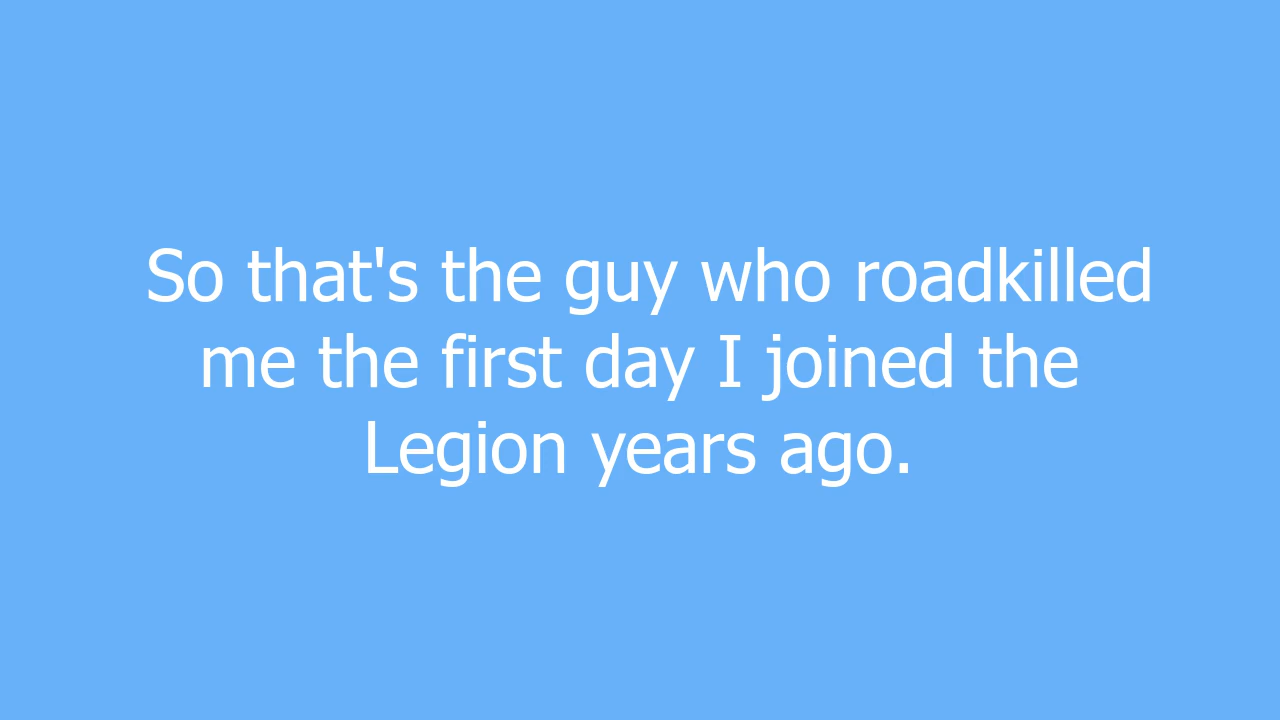 So that's the guy who roadkilled
me the first day I joined the
Legion years ago.